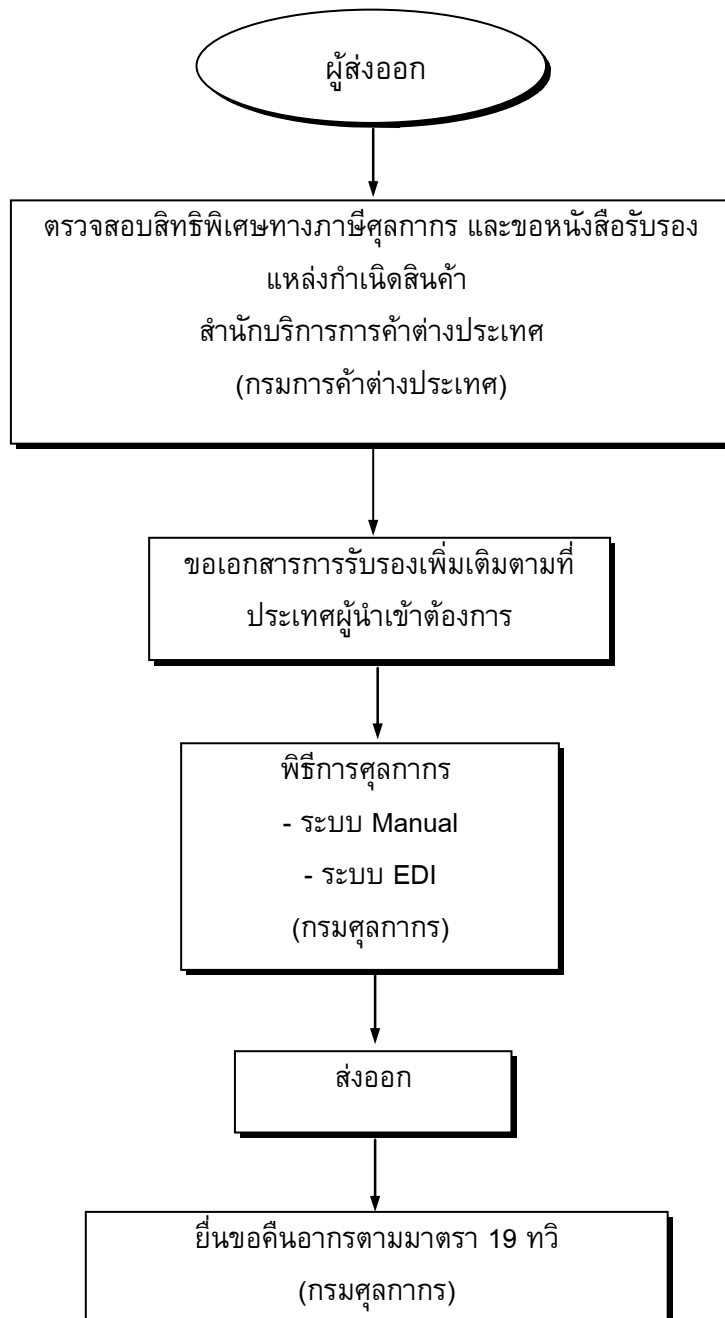 ผู้ส่งออก
ตรวจสอบสิทธิพิเศษทางภาษีศุลกากร และขอหนังสือรับรอง
แหล่งกำเนิดสินค้า
สำนักบริการการค้าต่างประเทศ
(กรมการค้าต่างประเทศ)
ขอเอกสารการรับรองเพิ่มเติมตามที่
ประเทศผู้นำเข้าต้องการ
พิธีการศุลกากร
- ระบบ Manual
- ระบบ EDI
(กรมศุลกากร)
ส่งออก
ยื่นขอคืนอากรตามมาตรา 19 ทวิ
(กรมศุลกากร)